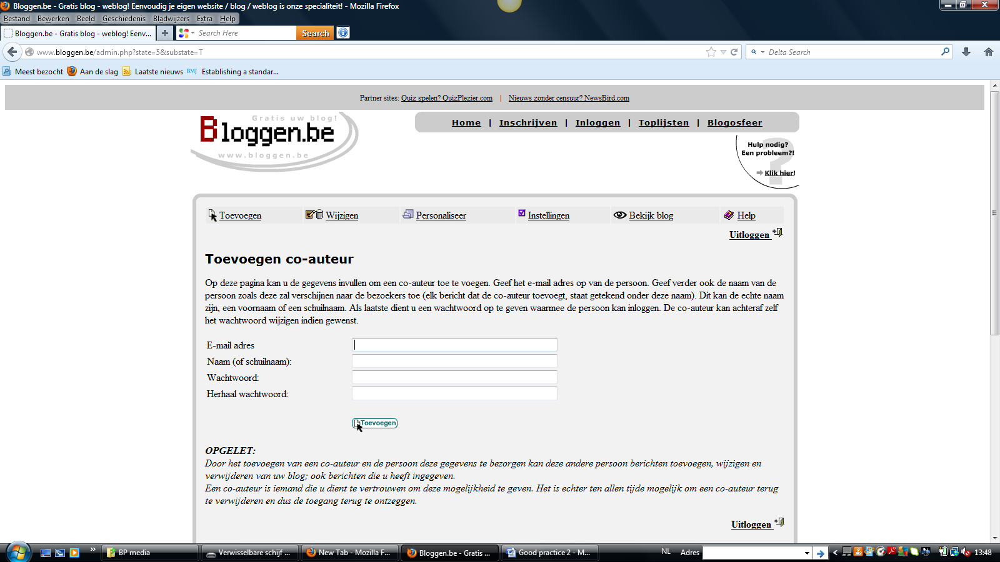 Bloggen.be - Gratis blog - weblog! Eenvoudig je eigen website / blog / weblog is onze specialiteit! - Mozilla Firefox
Bestand Bewerken Beeld Geschiedenis Bladwijzers Extra Help
Bloggen.be - Gratis blog - weblog! Eenv... + Search Here Search
www.bloggen.be/admin.php?state=5&substate=T Delta Search
Meest bezocht Aan de slag Laatste nieuws BMJ Establishing a standar...
Partner sites: Quiz spelen? QuizPlezier.com | Nieuws zonder censuur? NewsBird.com
Gratis uw blog!
Bloggen.be
www.bloggen.be
Home | Inschrijven | Inloggen | Toplijsten | Blogosfeer
Hulp nodig?
Een probleem?!
Klik hier!
Toevoegen Wijzigen Personaliseer Instellingen Bekijk blog Help
Uitloggen
Toevoegen co-auteur
Op deze pagina kan u de gegevens invullen om een co-auteur toe te voegen. Geef het e-mail adres op van de persoon. Geef verder ook de naam van de
persoon zoals deze zal verschijnen naar de bezoekers toe (elk bericht dat de co-auteur toevoegt, staat getekend onder deze naam). Dit kan de echte naam
zijn, een voornaam of een schuilnaam. Als laatste dient u een wachtwoord op te geven waarmee de persoon kan inloggen. De co-auteur kan achteraf zelf
het wachtwoord wijzigen indien gewenst.
E-mail adres
Naam (of schuilnaam):
Wachtwoord:
Herhaal wachtwoord:
Toevoegen
OPGELET:
Door het toevoegen van een co-auteur en de persoon deze gegevens te bezorgen kan deze andere persoon berichten toevoegen, wijzigen en
verwijderen van uw blog; ook berichten die u heeft ingegeven.
Een co-auteur is iemand die u dient te vertrouwen om deze mogelijkheid te geven. Het is echter ten allen tijde mogelijk om een co-auteur terug
te verwijderen en dus de toegang terug te ontzeggen.
Uitloggen
BP media Verwisselbare schijf ... New Tab - Mozilla F... Bloggen.be - Gratis ... Good practice 2 - M... NL Adres 13:48